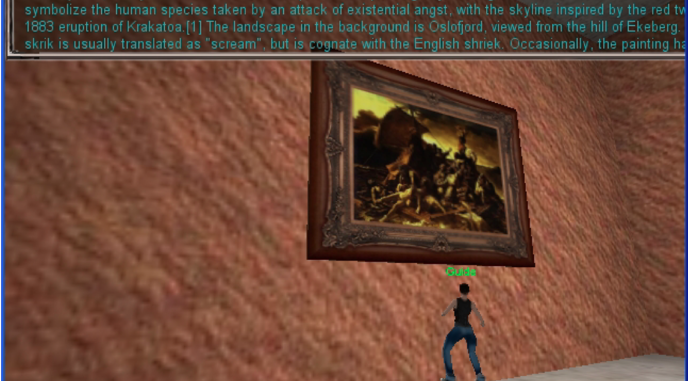 symbolize the human species taken by an attack of existential angst, with the skyline inspired by the red tw
1883 eruption of Krakatoa.[1] The landscape in the background is Oslofjord, viewed from the hill of Ekeberg.
skrik is usually translated as "scream", but is cognate with the English shriek. Occasionally, the painting ha
Guide